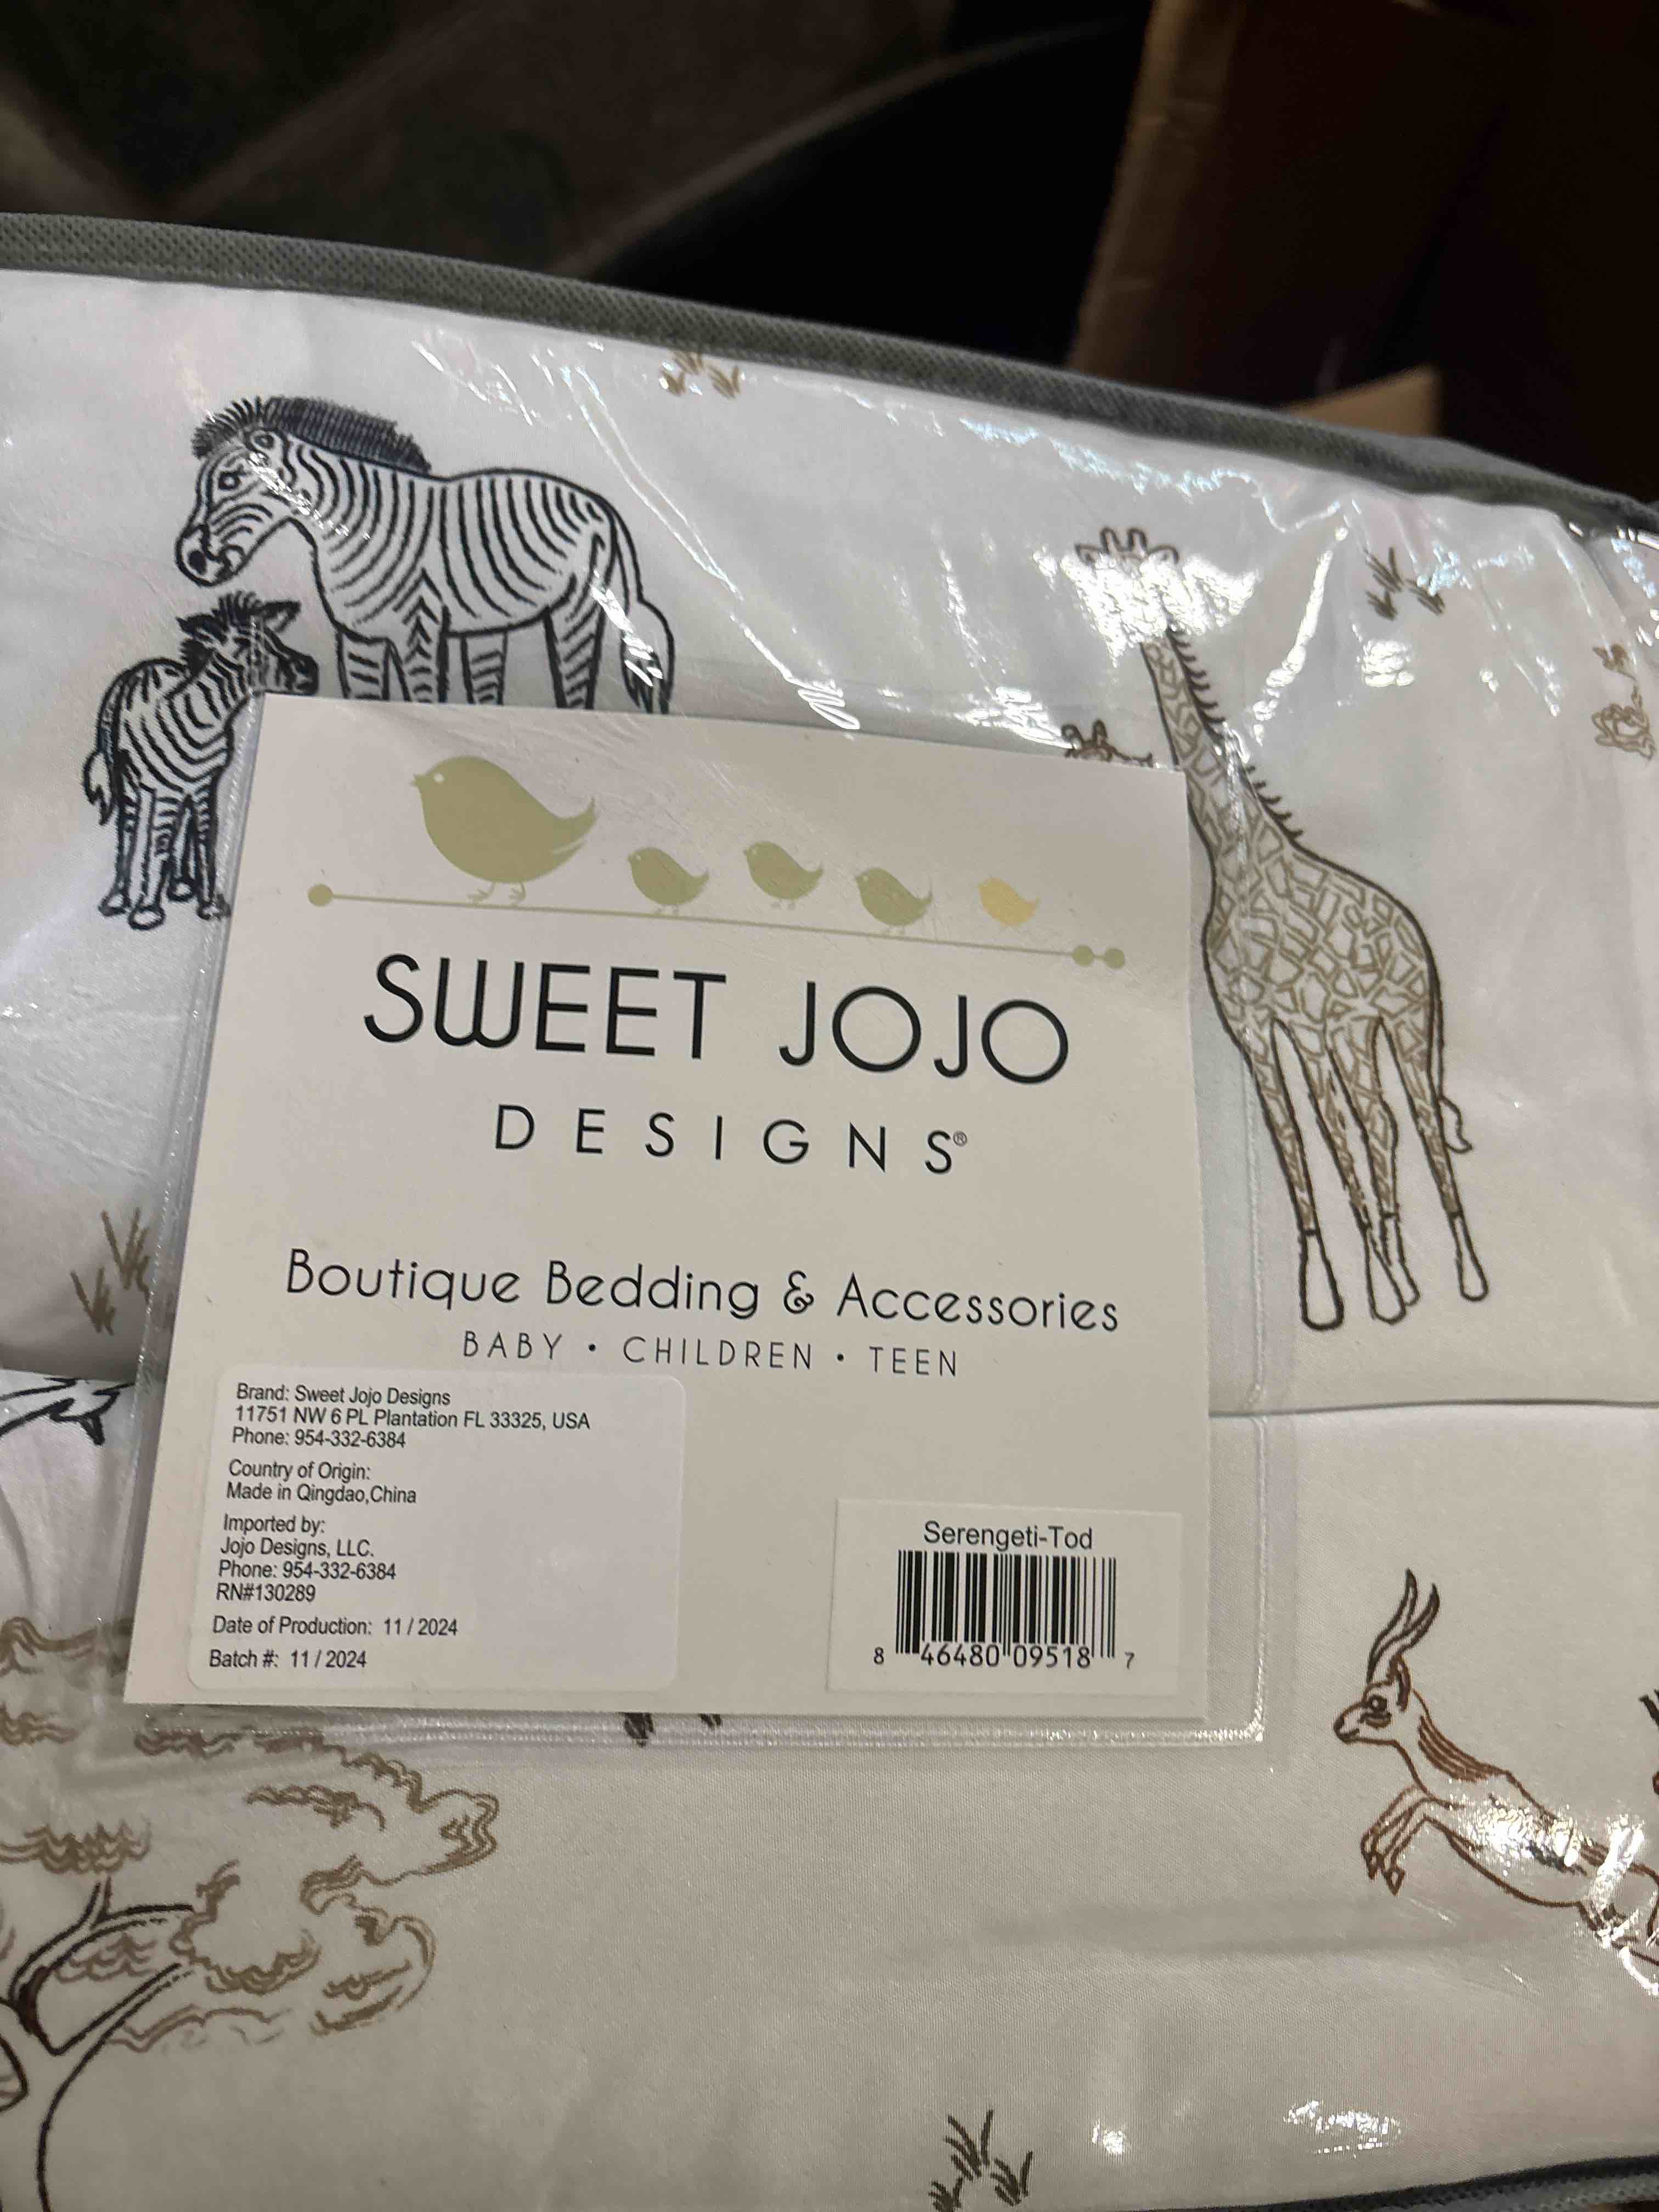 SWEET JOJO
DESIGNS®
Boutique Bedding & Accessories
BABY • CHILDREN • TEEN
Brand: Sweet Jojo Designs
11751 NW 6 PL Plantation FL 33325, USA
Phone: 954-332-6384
Country of Origin:
Made in Qingdao,China
Imported by:
Jojo Designs, LLC.
Phone: 954-332-6384
RN#130289
Date of Production: 11 / 2024
Batch #: 11 / 2024
Serengeti-Tod
8 46480 09518 7